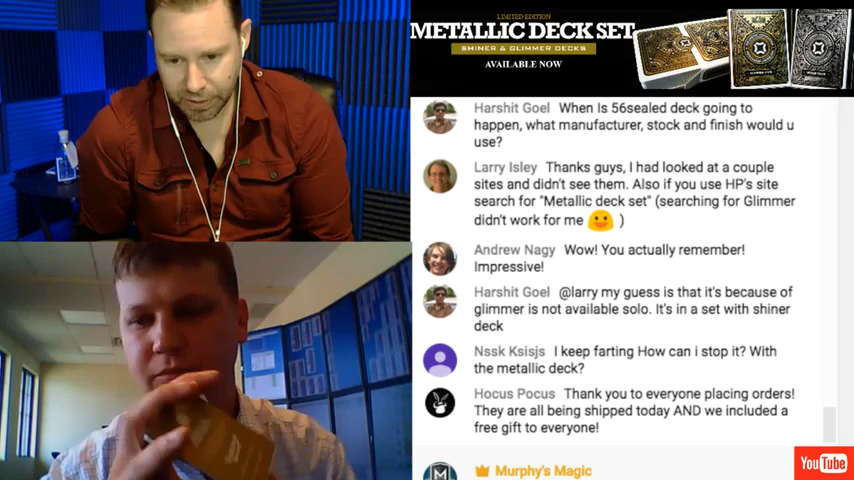 LIMITED EDITION
METALLIC DECK SET
SHINER & GLIMMER DECKS
AVAILABLE NOW
Harshit Goel When Is 56sealed deck going to
happen, what manufacturer, stock and finish would u
use?
Larry Isley Thanks guys, I had looked at a couple
sites and didn't see them. Also if you use HP's site
search for "Metallic deck set" (searching for Glimmer
didn't work for me )
Andrew Nagy Wow! You actually remember!
Impressive!
Harshit Goel @larry my guess is that it's because of
glimmer is not available solo. It's in a set with shiner
deck
Nssk Ksisjs I keep farting How can i stop it? With
the metallic deck?
Hocus Pocus Thank you to everyone placing orders!
They are all being shipped today AND we included a
free gift to everyone!
Murphy's Magic
YouTube